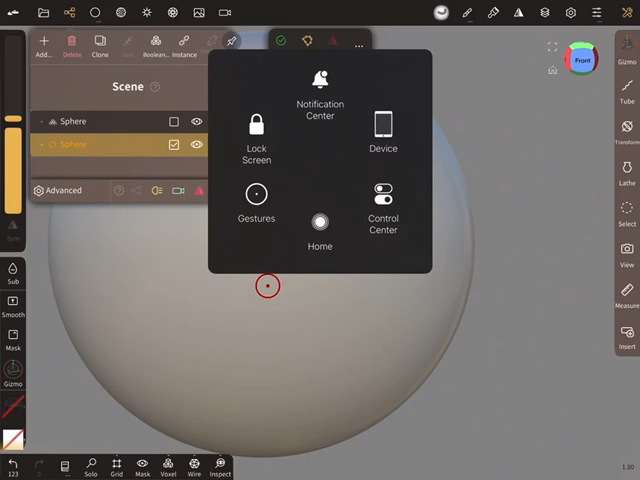 Add...
Delete
Clone
Join
Boolean...
Instance
...
Scene
Sphere
Sphere
Advanced
Notification
Center
Lock
Screen
Device
Gestures
Control
Center
Home
Front
Gizmo
Tube
Transform
Lathe
Select
View
Measure
Insert
Sym
Sub
Smooth
Mask
Gizmo
123
0
Solo
Grid
Mask
Voxel
Wire
Inspect
1.80